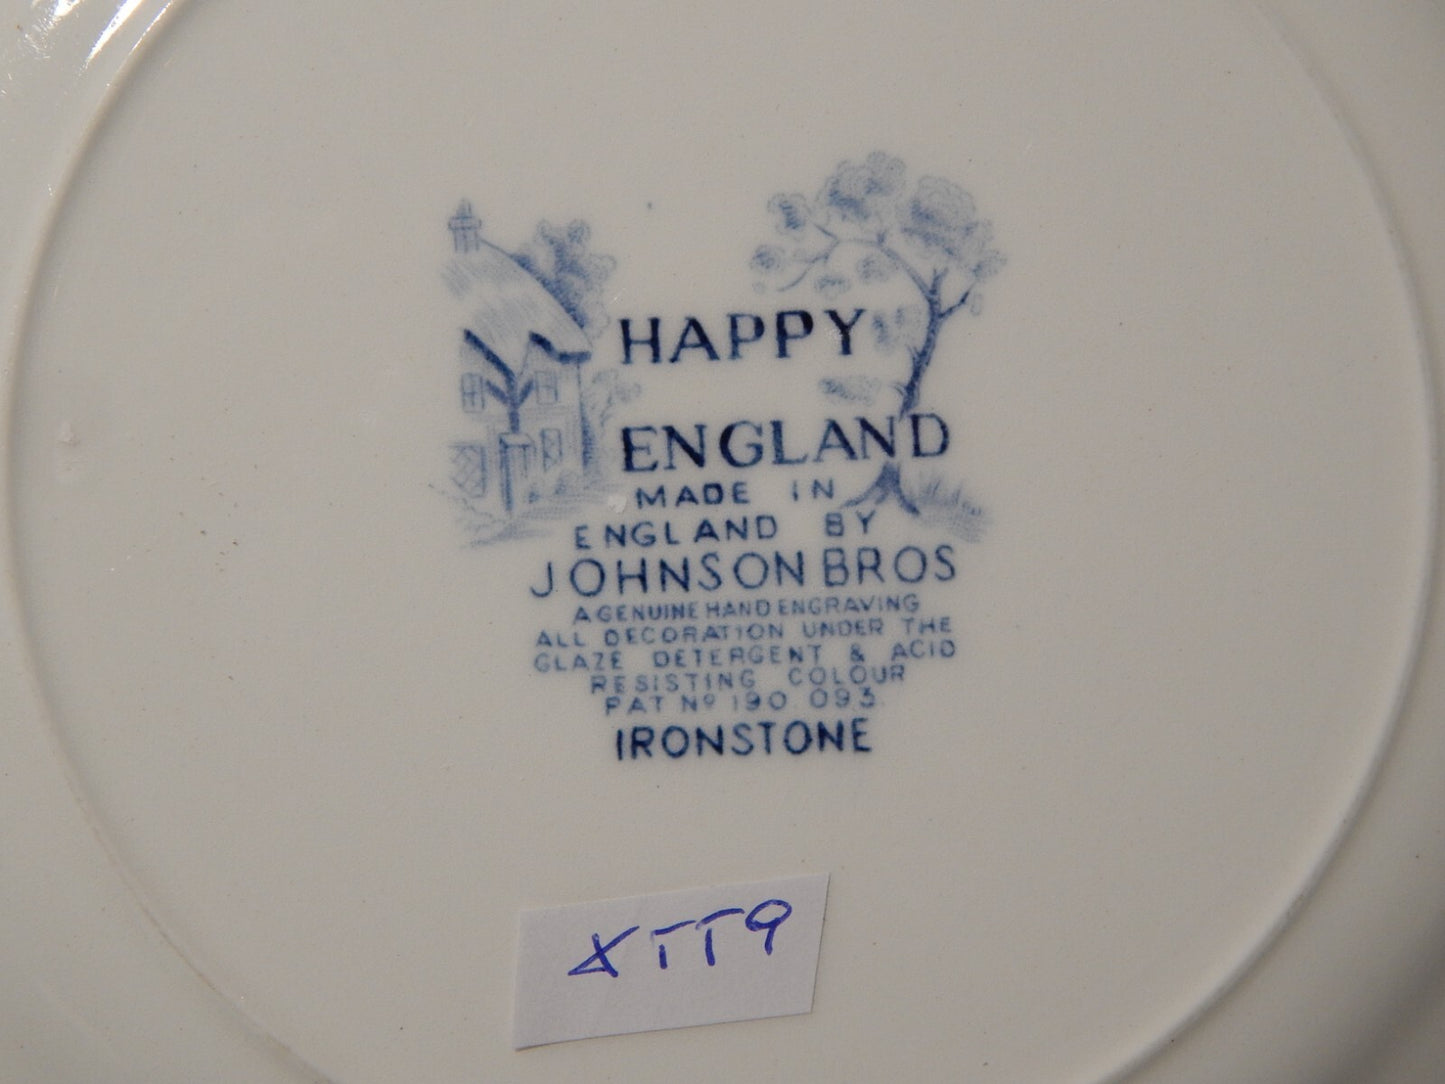 HAPPY
ENGLAND
MADE IN
ENGLAND BY
JOHNSON BROS
A GENUINE HAND ENGRAVING
ALL DECORATION UNDER THE
GLAZE DETERGENT & ACID
RESISTING COLOUR
PAT Nº 190 093
IRONSTONE